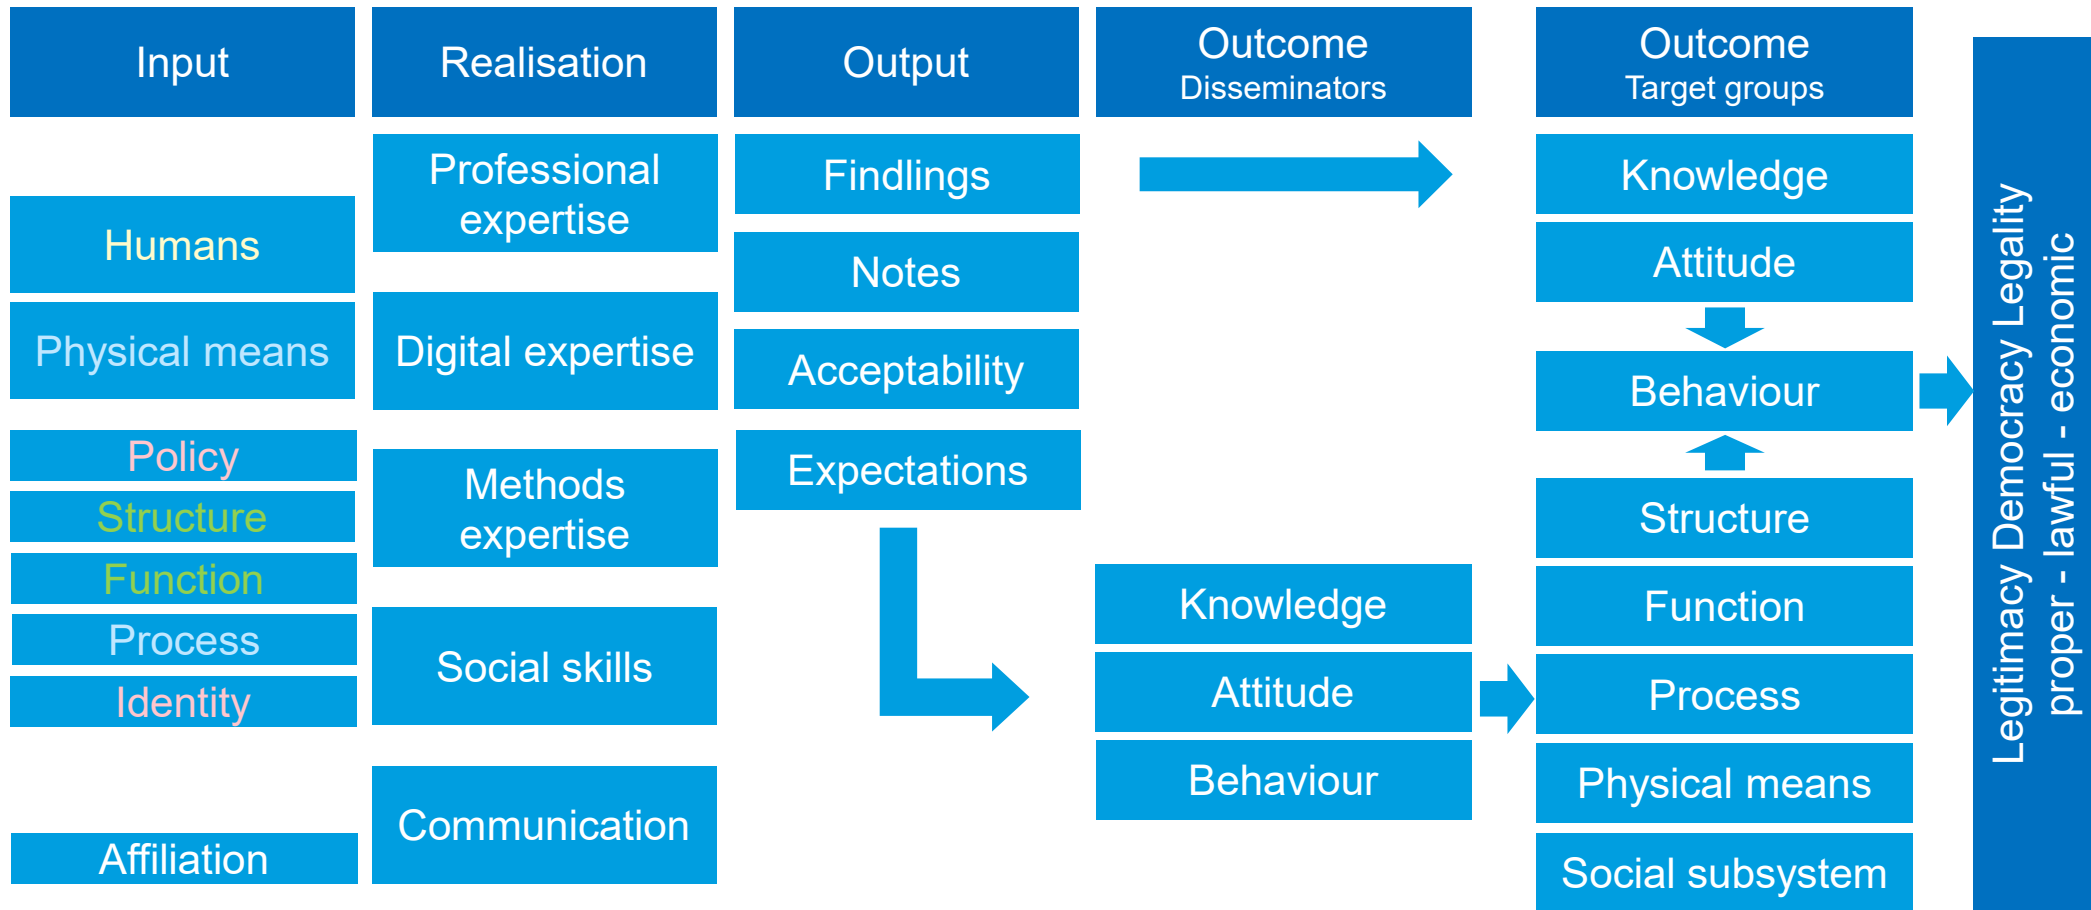 Input
Realisation
Output
Outcome
Disseminators
Outcome
Target groups
Humans
Physical means
Policy
Structure
Function
Process
Identity
Affiliation
Professional
expertise
Digital expertise
Methods
expertise
Social skills
Communication
Findlings
Notes
Acceptability
Expectations
Knowledge
Attitude
Behaviour
Knowledge
Attitude
Behaviour
Structure
Function
Process
Physical means
Social subsystem
Legitimacy Democracy Legality
proper - lawful - economic